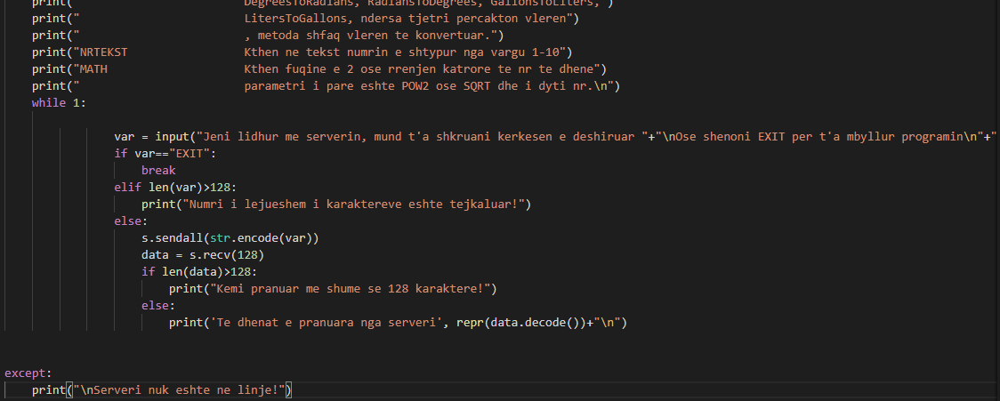 print("                        DegreesToRadians, RadiansToDegrees, GallonsToLiters,")
print("                        LitersToGallons, ndersa tjetri percakton vleren")
print("                        , metoda shfaq vleren te konvertuar.")
print("NRTEKST                 Kthen ne tekst numrin e shtypur nga vargu 1-10")
print("MATH                    Kthen fuqine e 2 ose rrenjen katrore te nr te dhene")
print("                        parametri i pare eshte POW2 ose SQRT dhe i dyti nr.\n")
while 1:
var = input("Jeni lidhur me serverin, mund t'a shkruani kerkesen e deshiruar "+"\nOse shenoni EXIT per t'a mbyllur programin\n"+"
if var=="EXIT":
break
elif len(var)>128:
print("Numri i lejueshem i karaktereve eshte tejkaluar!")
else:
s.sendall(str.encode(var))
data = s.recv(128)
if len(data)>128:
print("Kemi pranuar me shume se 128 karaktere!")
else:
print('Te dhenat e pranuara nga serveri', repr(data.decode())+"\n")
except:
print("\nServeri nuk eshte ne linje!")